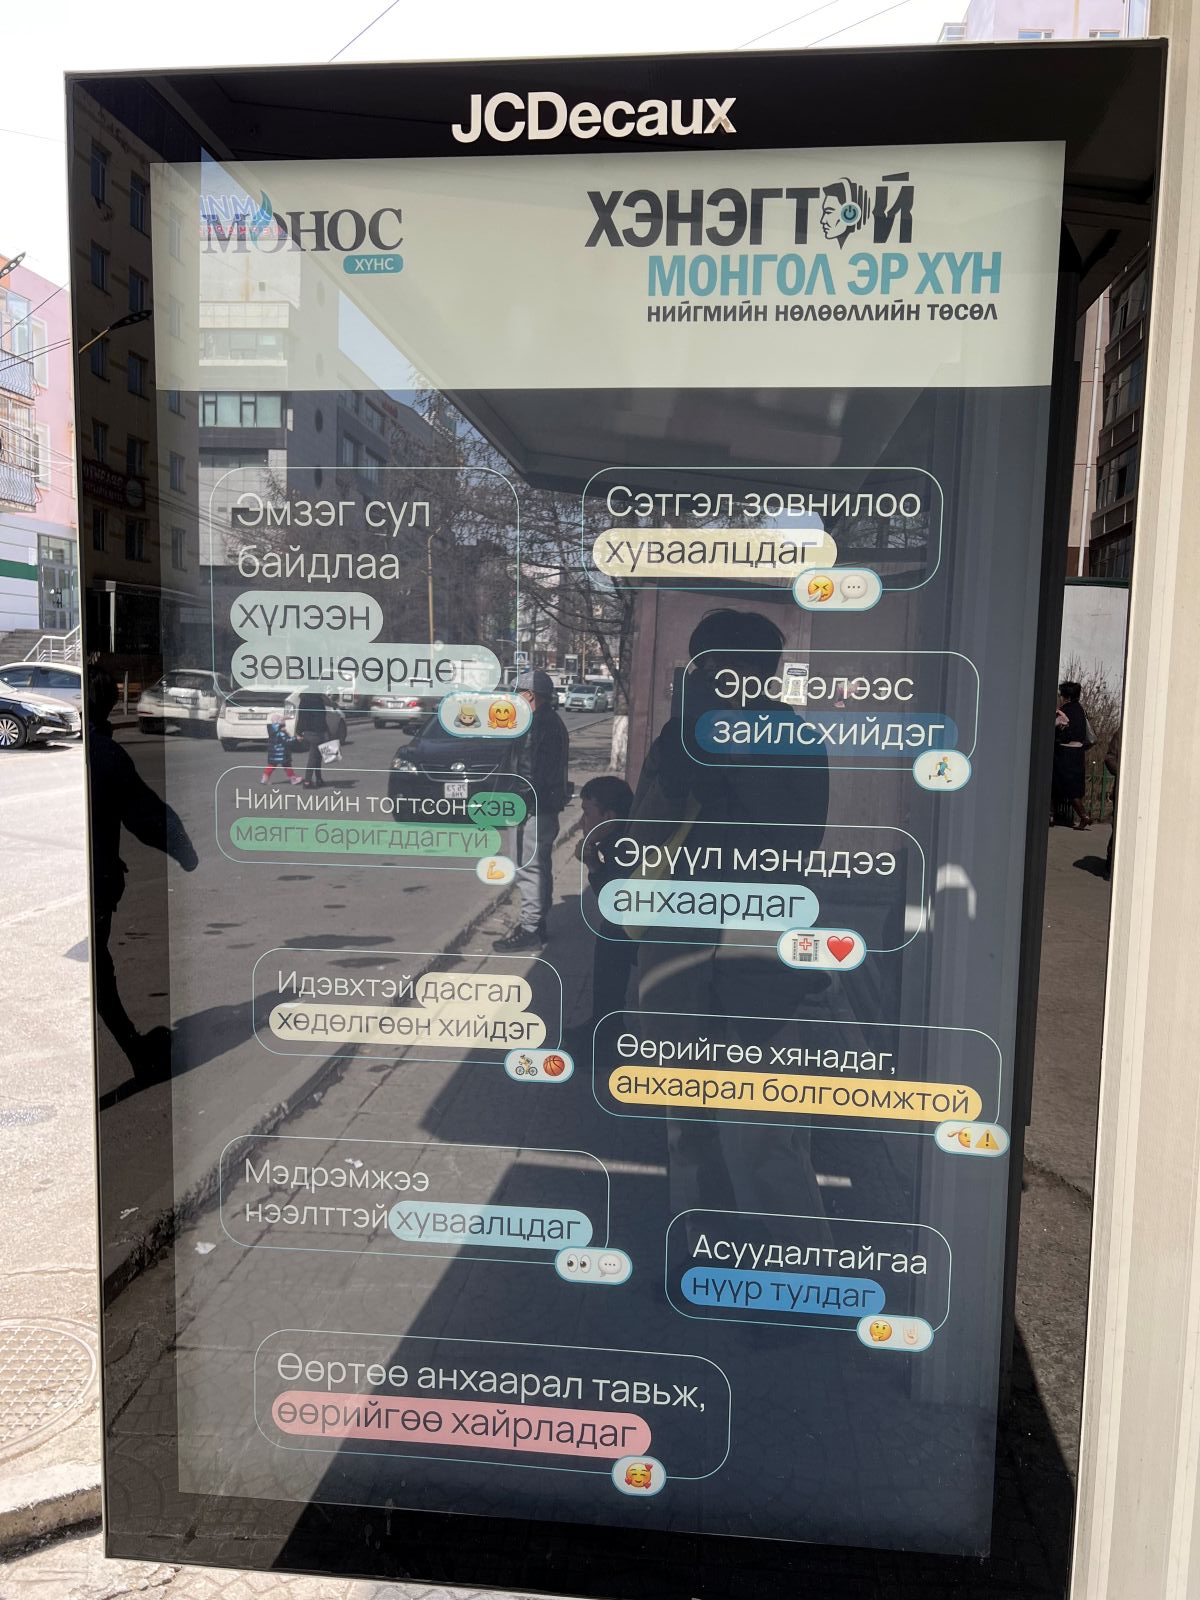 JCDecaux
МОНОС
ХҮНС
ХЭНЭГТЭЙ
МОНГОЛ ЭР ХҮН
НИЙГМИЙН НӨЛӨӨЛЛИЙН ТӨСӨЛ
Эмзэг сул
байдлаа
хүлээн
зөвшөөрдөг
Сэтгэл зовнилоо
хуваалцдаг
Эрсдэлээс
зайлсхийдэг
Нийгмийн тогтсон хэв
маягт баригддаггүй
Эрүүл мэнддээ
анхаардаг
Идэвхтэй дасгал
хөдөлгөөн хийдэг
Өөрийгөө хянадаг,
анхаарал болгоомжтой
Мэдрэмжээ
нээлттэй хуваалцдаг
Асуудалтайгаа
нүүр тулдаг
Өөртөө анхаарал тавьж,
өөрийгөө хайрладаг